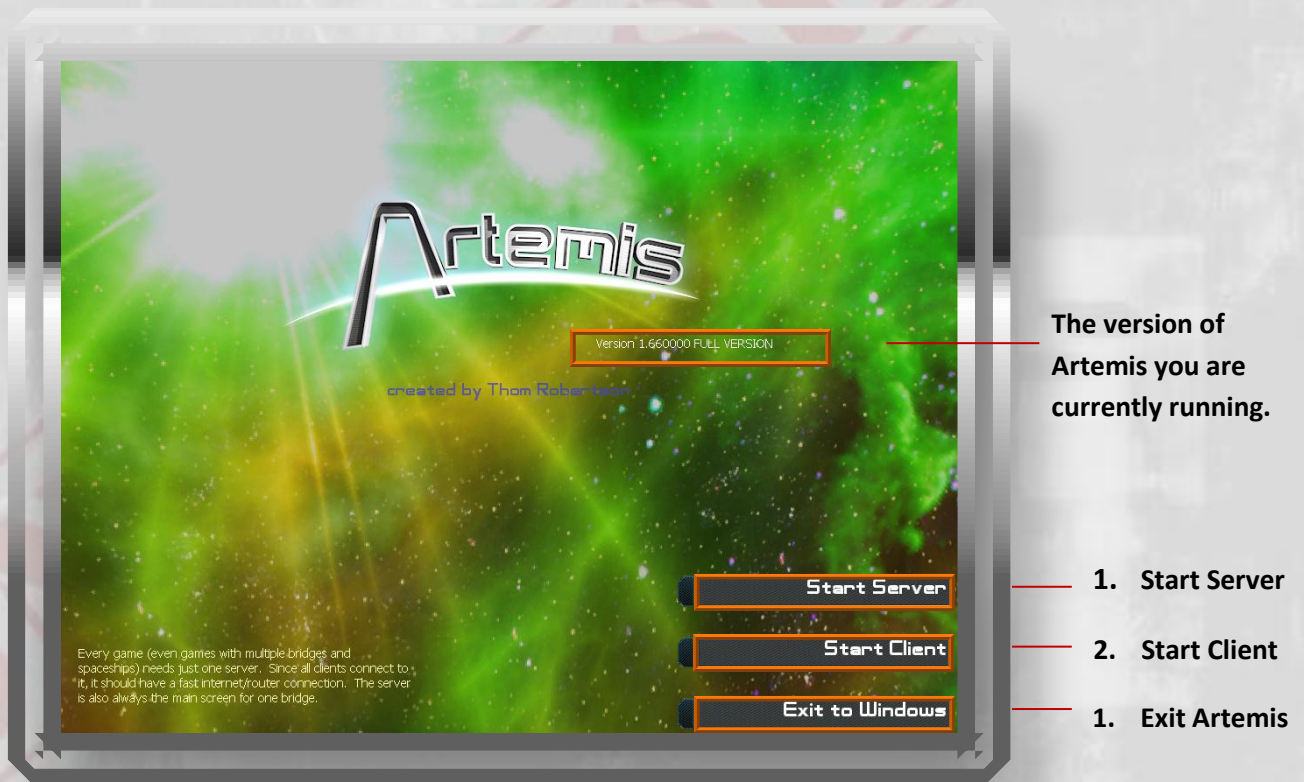 Artemis
Version 1.660000 FULL VERSION
created by Thom Robertson
The version of
Artemis you are
currently running.
Start Server
1. Start Server
Start Client
2. Start Client
Every game (even games with multiple bridges and
spaceships) needs just one server. Since all clients connect to
it, it should have a fast internet/router connection. The server
is also always the main screen for one bridge.
Exit to Windows
1. Exit Artemis